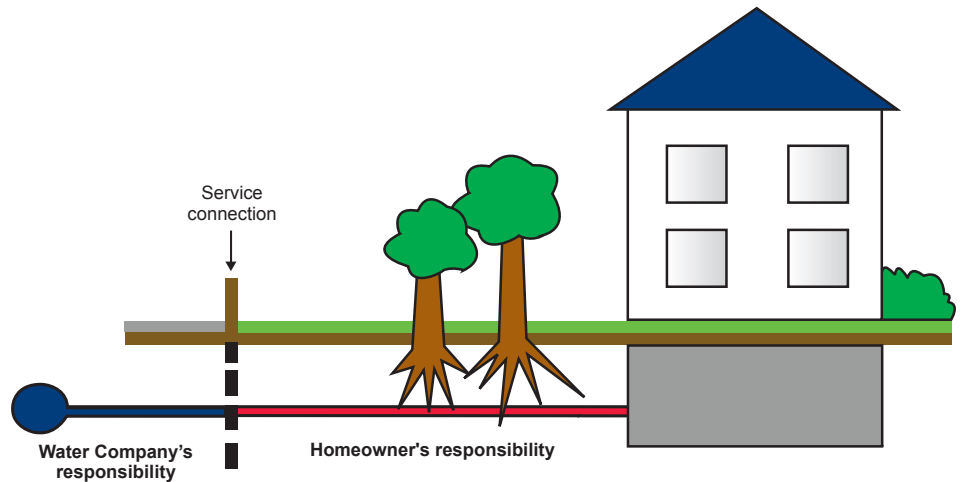 Service
connection
Homeowner's responsibility
Water Company's
responsibility